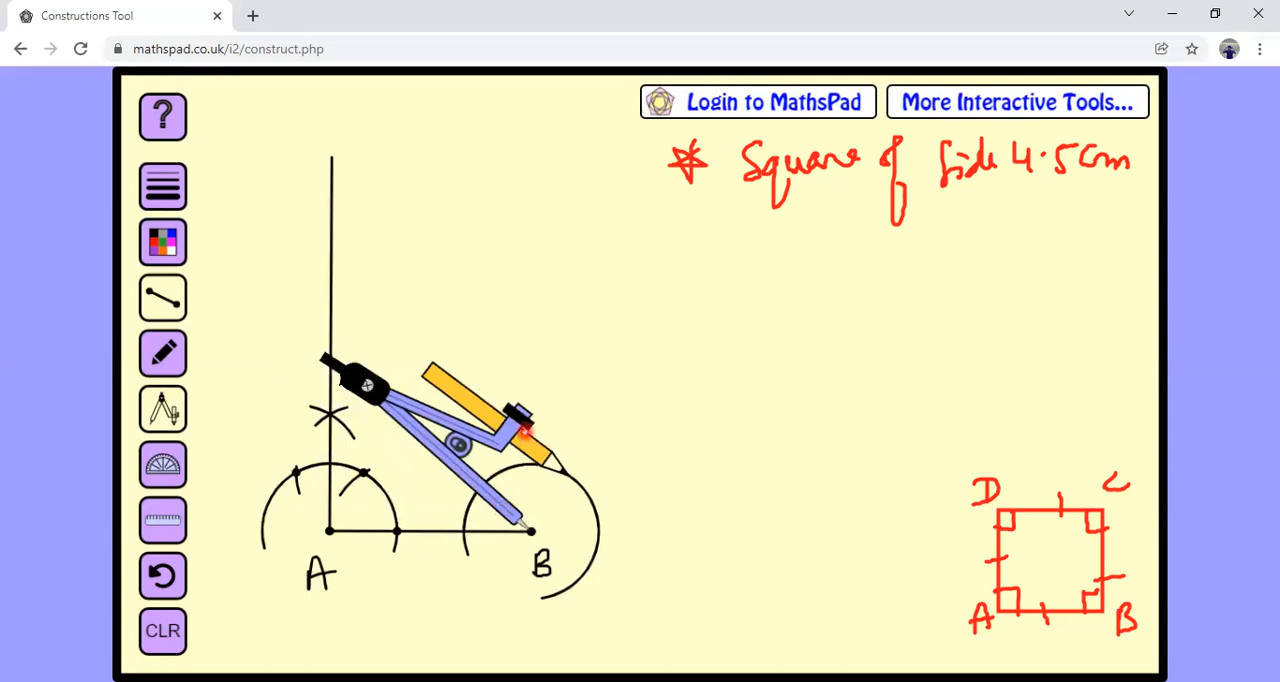 Constructions Tool
mathspad.co.uk/i2/construct.php
Login to MathsPad
More Interactive Tools...
* Square of Side 4.5cm
?
A
B
D
C
A
B
CLR